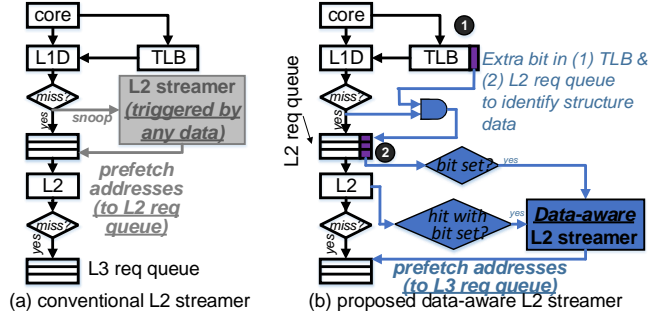 core
L1D
TLB
miss?
yes
snoop
L2 streamer
(triggered by
any data)
prefetch
addresses
(to L2 req
queue)
L2
miss?
yes
L3 req queue
(a) conventional L2 streamer
core
1
L1D
TLB
Extra bit in (1) TLB &
(2) L2 req queue
to identify structure
data
miss?
yes
L2 req queue
2
bit set?
yes
L2
hit with
bit set?
yes
Data-aware
L2 streamer
miss?
yes
prefetch addresses
(to L3 req queue)
(b) proposed data-aware L2 streamer